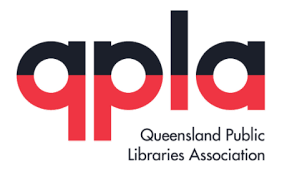 qpla
Queensland Public
Libraries Association